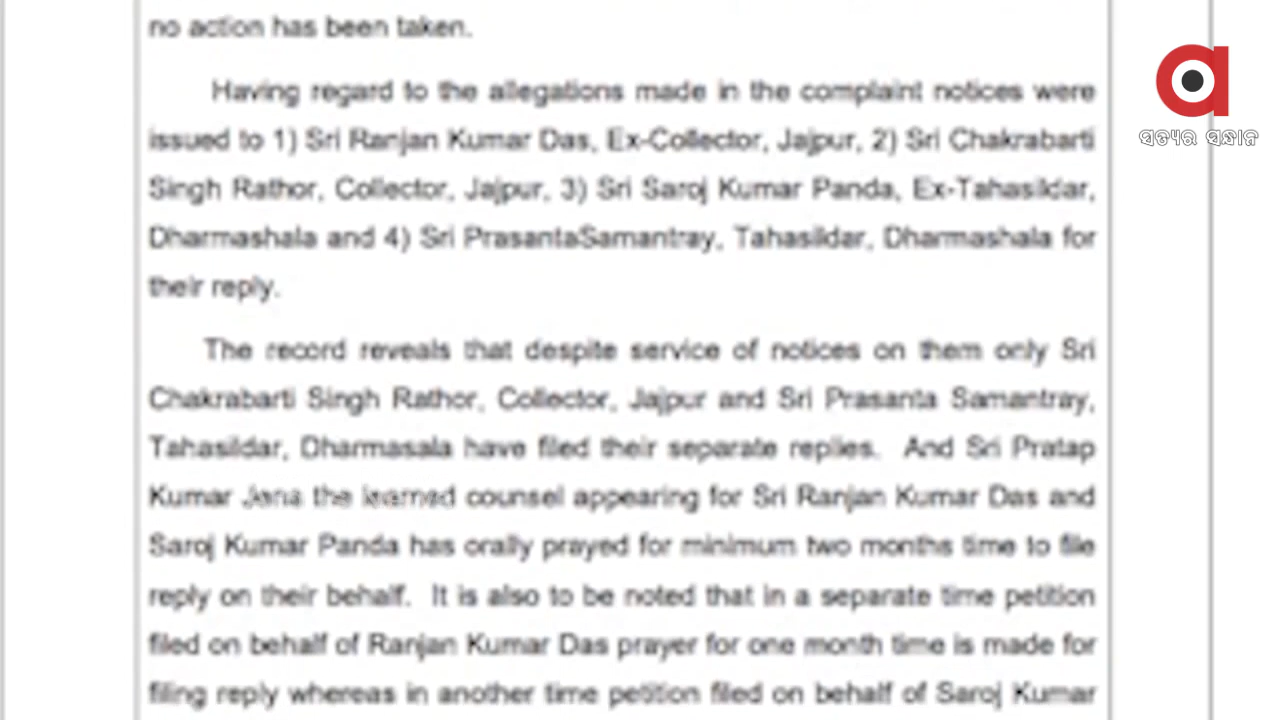 no action has been taken.
Having regard to the allegations made in the complaint notices were
issued to 1) Sri Ranjan Kumar Das, Ex-Collector, Jajpur, 2) Sri Chakrabarti
Singh Rathor, Collector, Jajpur, 3) Sri Saroj Kumar Panda, Ex-Tahasildar,
Dharmashala and 4) Sri PrasantaSamantray, Tahasildar, Dharmashala for
their reply.
The record reveals that despite service of notices on them only Sri
Chakrabarti Singh Rathor, Collector, Jajpur and Sri Prasanta Samantray,
Tahasildar, Dharmasala have filed their separate replies. And Sri Pratap
Kumar Jena the learned counsel appearing for Sri Ranjan Kumar Das and
Saroj Kumar Panda has orally prayed for minimum two months time to file
reply on their behalf. It is also to be noted that in a separate time petition
filed on behalf of Ranjan Kumar Das prayer for one month time is made for
filing reply whereas in another time petition filed on behalf of Saroj Kumar
a
ସତ୍ୟର ସନ୍ଧାନ